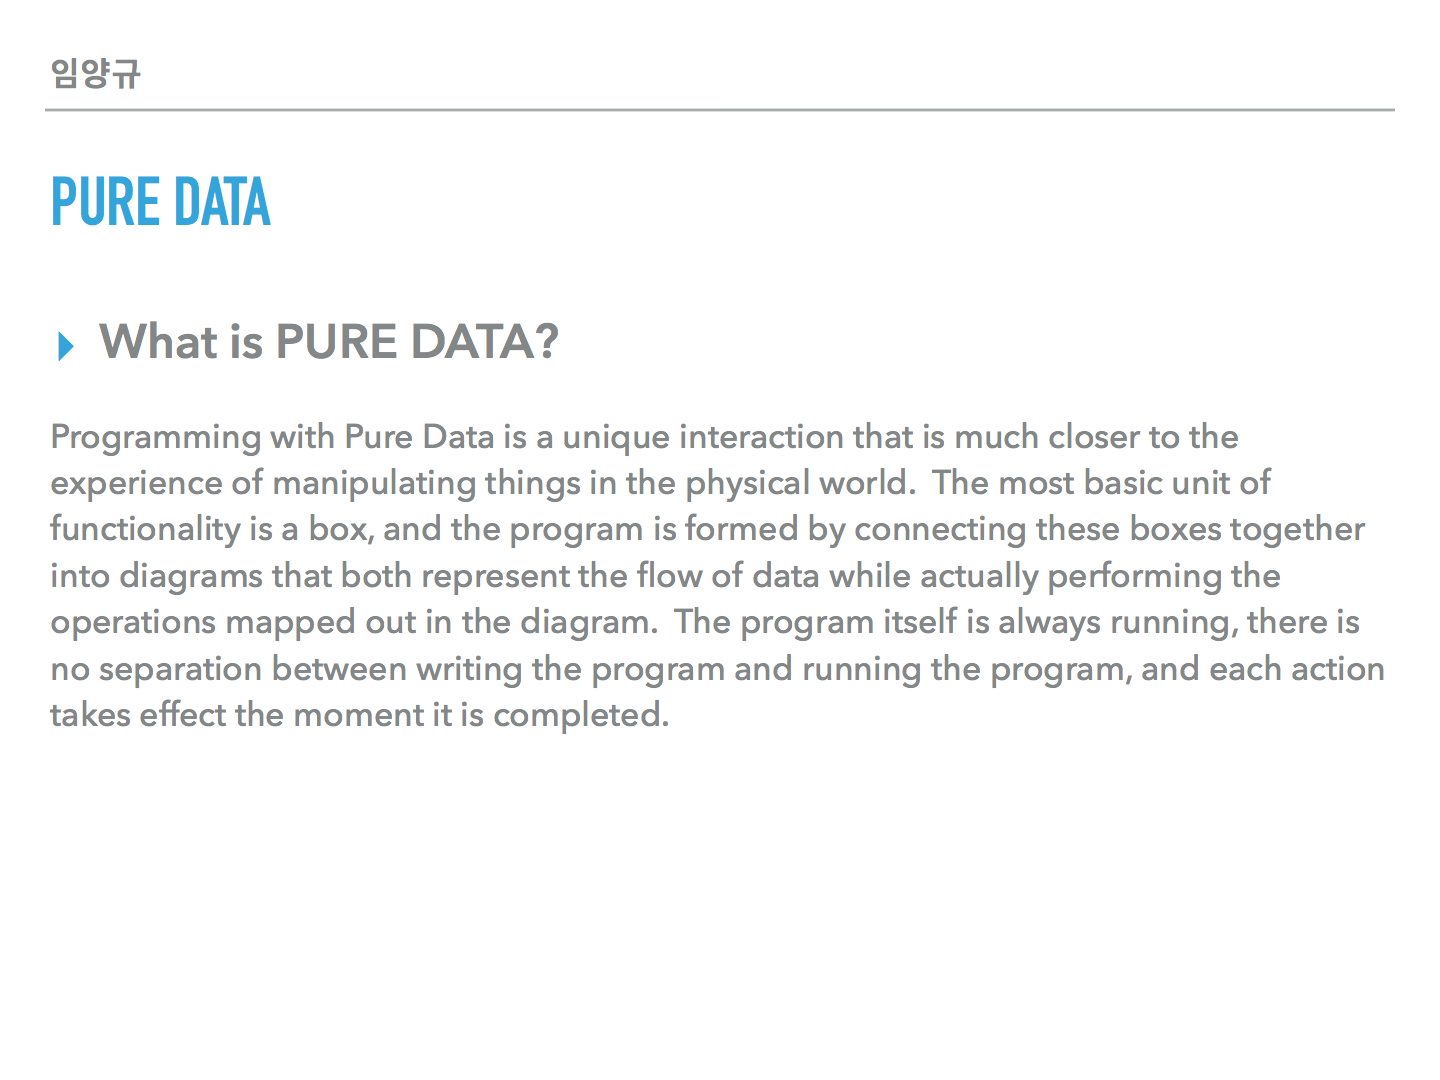 임양규
PURE DATA
▸ What is PURE DATA?
Programming with Pure Data is a unique interaction that is much closer to the
experience of manipulating things in the physical world.  The most basic unit of
functionality is a box, and the program is formed by connecting these boxes together
into diagrams that both represent the flow of data while actually performing the
operations mapped out in the diagram.  The program itself is always running, there is
no separation between writing the program and running the program, and each action
takes effect the moment it is completed.